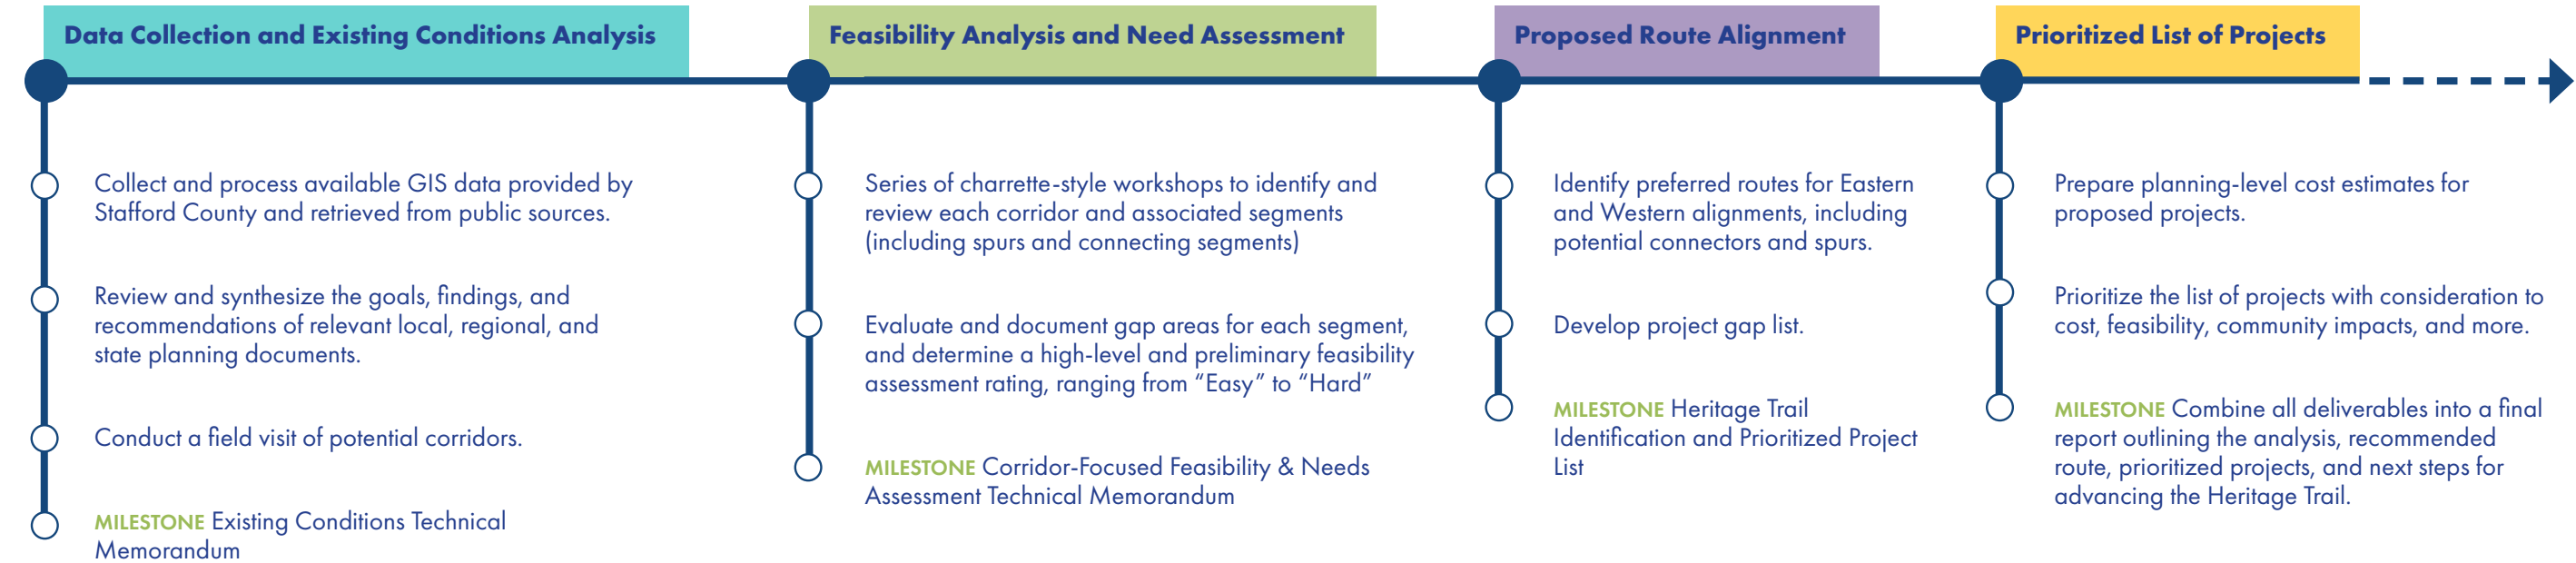 Data Collection and Existing Conditions Analysis
Collect and process available GIS data provided by
Stafford County and retrieved from public sources.
Review and synthesize the goals, findings, and
recommendations of relevant local, regional, and
state planning documents.
Conduct a field visit of potential corridors.
MILESTONE Existing Conditions Technical
Memorandum
Feasibility Analysis and Need Assessment
Series of charrette-style workshops to identify and
review each corridor and associated segments
(including spurs and connecting segments)
Evaluate and document gap areas for each segment,
and determine a high-level and preliminary feasibility
assessment rating, ranging from “Easy” to “Hard”
MILESTONE Corridor-Focused Feasibility & Needs
Assessment Technical Memorandum
Proposed Route Alignment
Identify preferred routes for Eastern
and Western alignments, including
potential connectors and spurs.
Develop project gap list.
MILESTONE Heritage Trail
Identification and Prioritized Project
List
Prioritized List of Projects
Prepare planning-level cost estimates for
proposed projects.
Prioritize the list of projects with consideration to
cost, feasibility, community impacts, and more.
MILESTONE Combine all deliverables into a final
report outlining the analysis, recommended
route, prioritized projects, and next steps for
advancing the Heritage Trail.